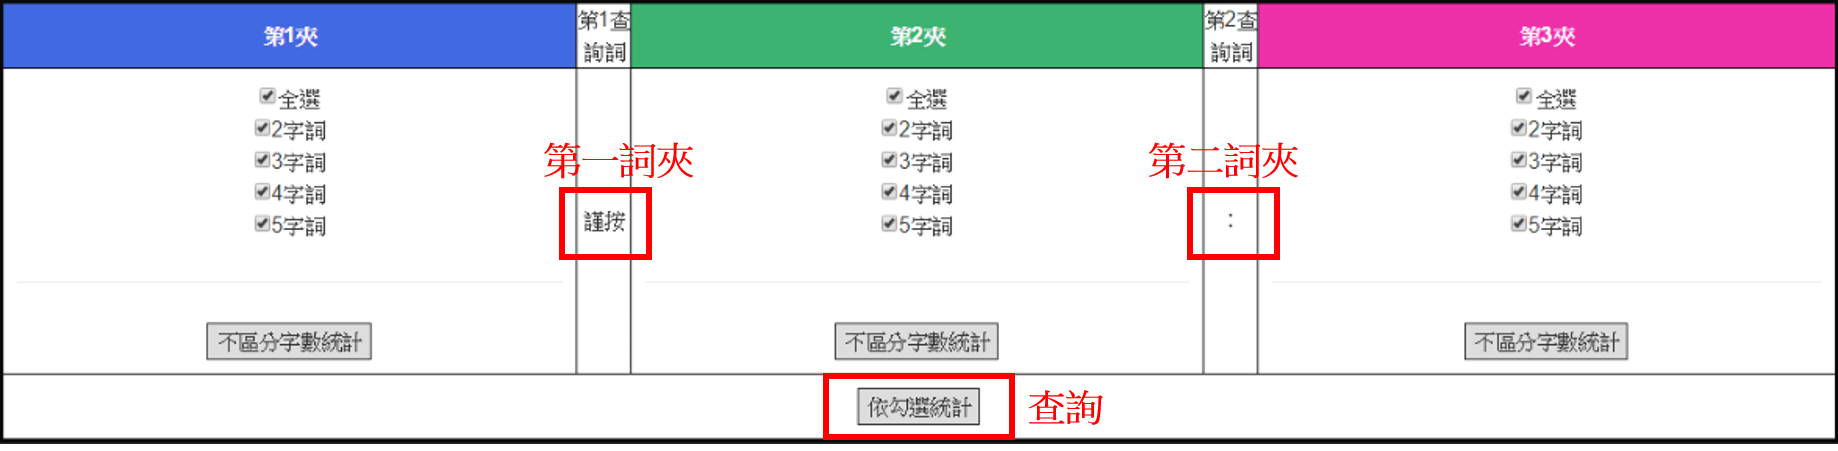 第1夾
第1查
詢詞
第2夾
第2查
詢詞
第3夾
全選
2字詞
3字詞
4字詞
5字詞
不區分字數統計
第一詞夾
謹按
全選
2字詞
3字詞
4字詞
5字詞
不區分字數統計
第二詞夾
：
全選
2字詞
3字詞
4字詞
5字詞
不區分字數統計
依勾選統計
查詢